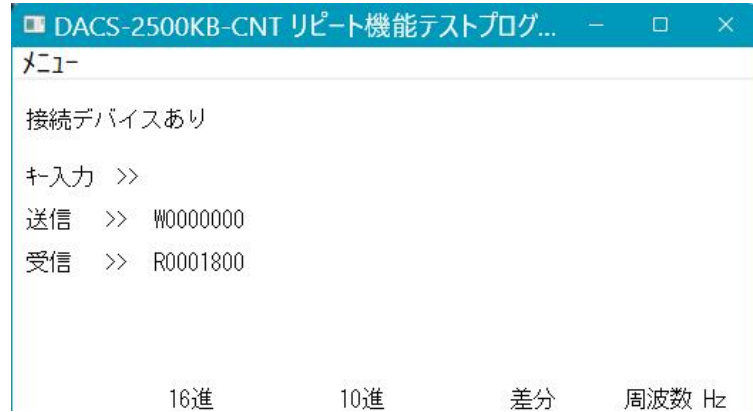 DACS-2500KB-CNT リピート機能テストプログ...
ﾒﾆｭｰ
接続デバイスあり
ｷｰ入力 >>
送信 >> W0000000
受信 >> R0001800
16進 10進 差分 周波数 Hz